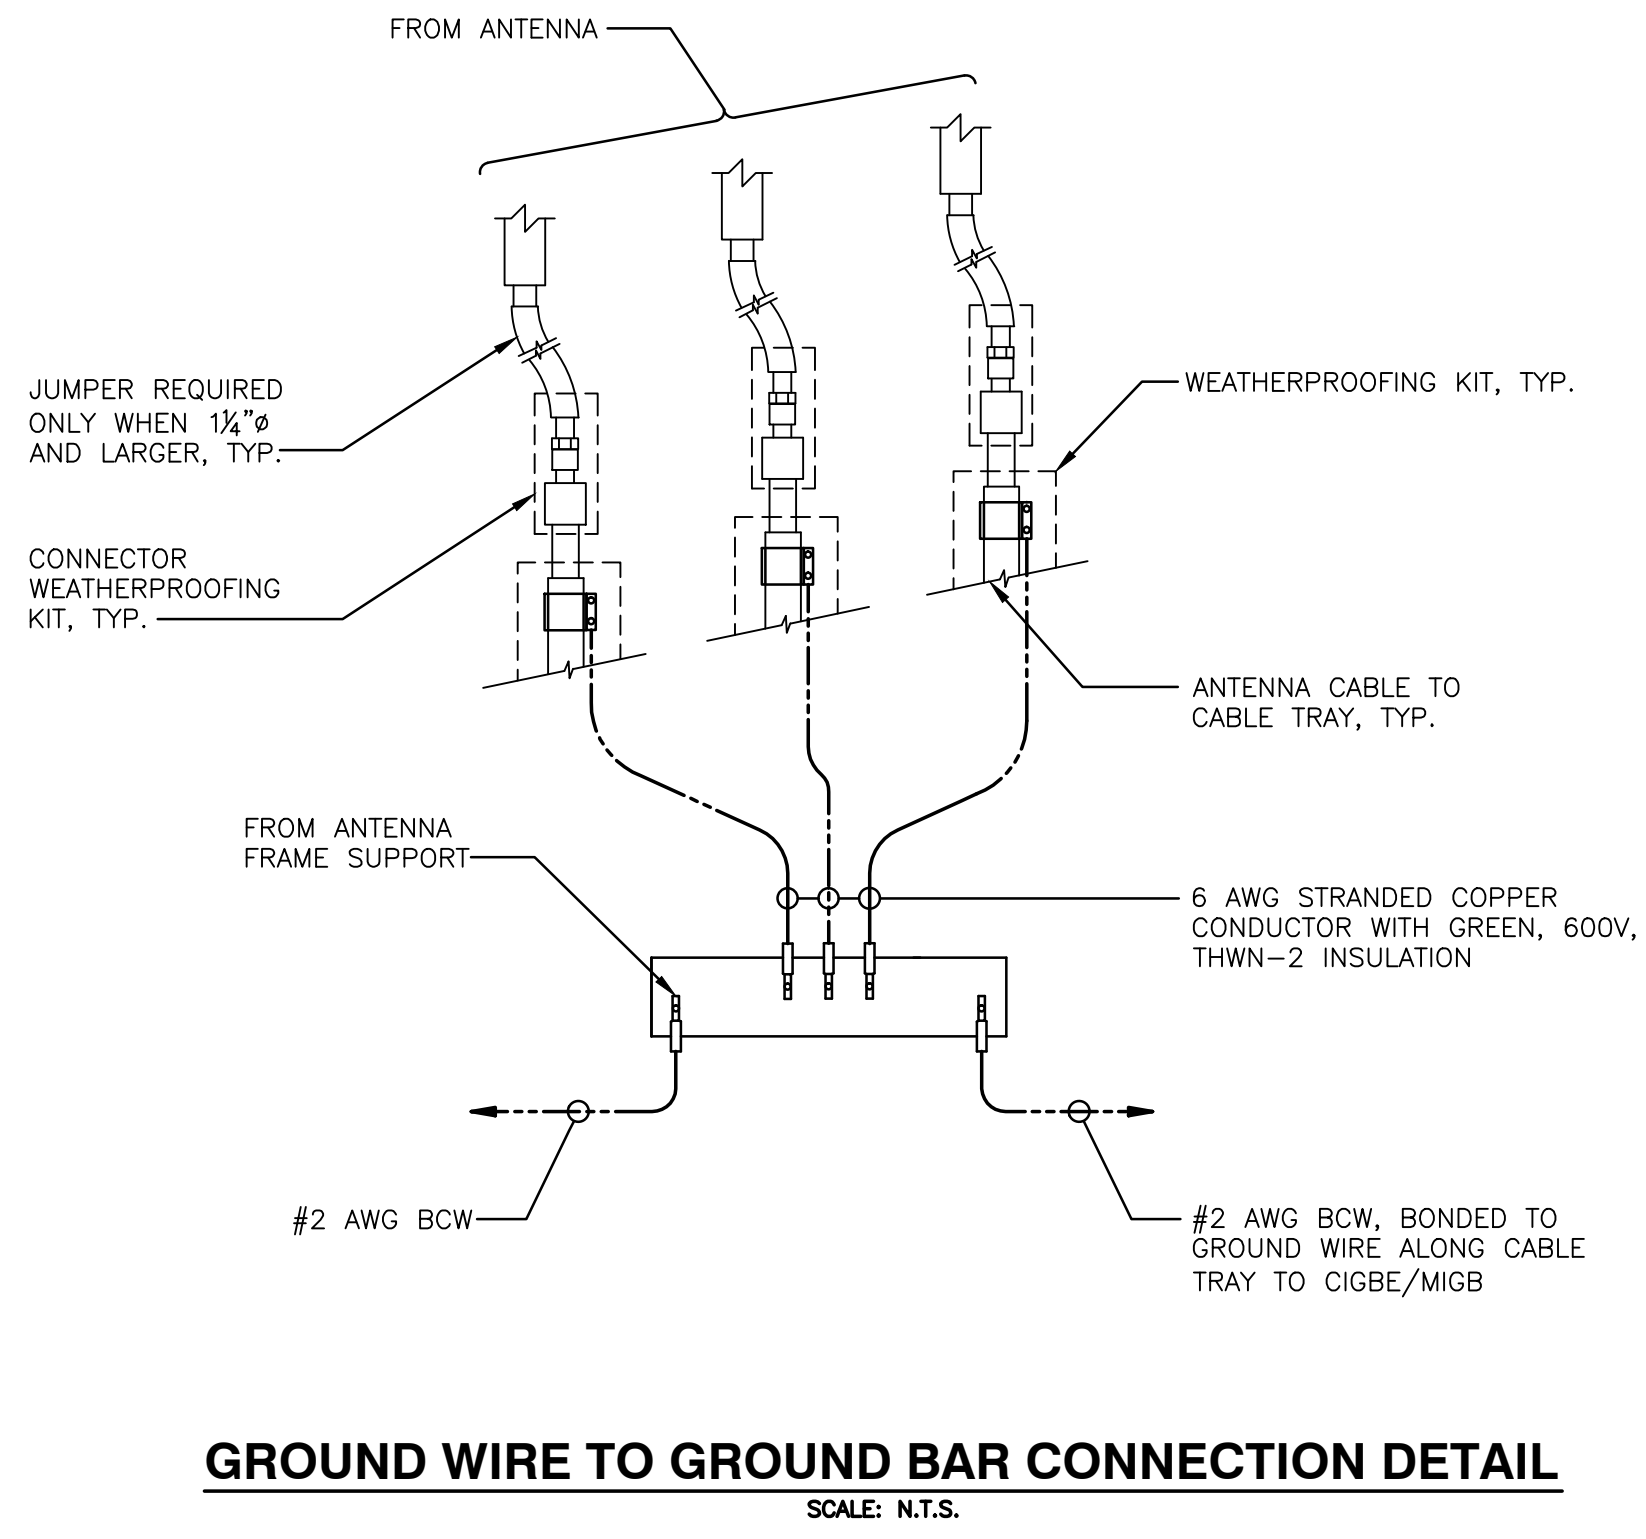 FROM ANTENNA
JUMPER REQUIRED
ONLY WHEN 1¼"ø
AND LARGER, TYP.
WEATHERPROOFING KIT, TYP.
CONNECTOR
WEATHERPROOFING
KIT, TYP.
ANTENNA CABLE TO
CABLE TRAY, TYP.
FROM ANTENNA
FRAME SUPPORT
6 AWG STRANDED COPPER
CONDUCTOR WITH GREEN, 600V,
THWN-2 INSULATION
#2 AWG BCW
#2 AWG BCW, BONDED TO
GROUND WIRE ALONG CABLE
TRAY TO CIGBE/MIGB
GROUND WIRE TO GROUND BAR CONNECTION DETAIL
SCALE: N.T.S.